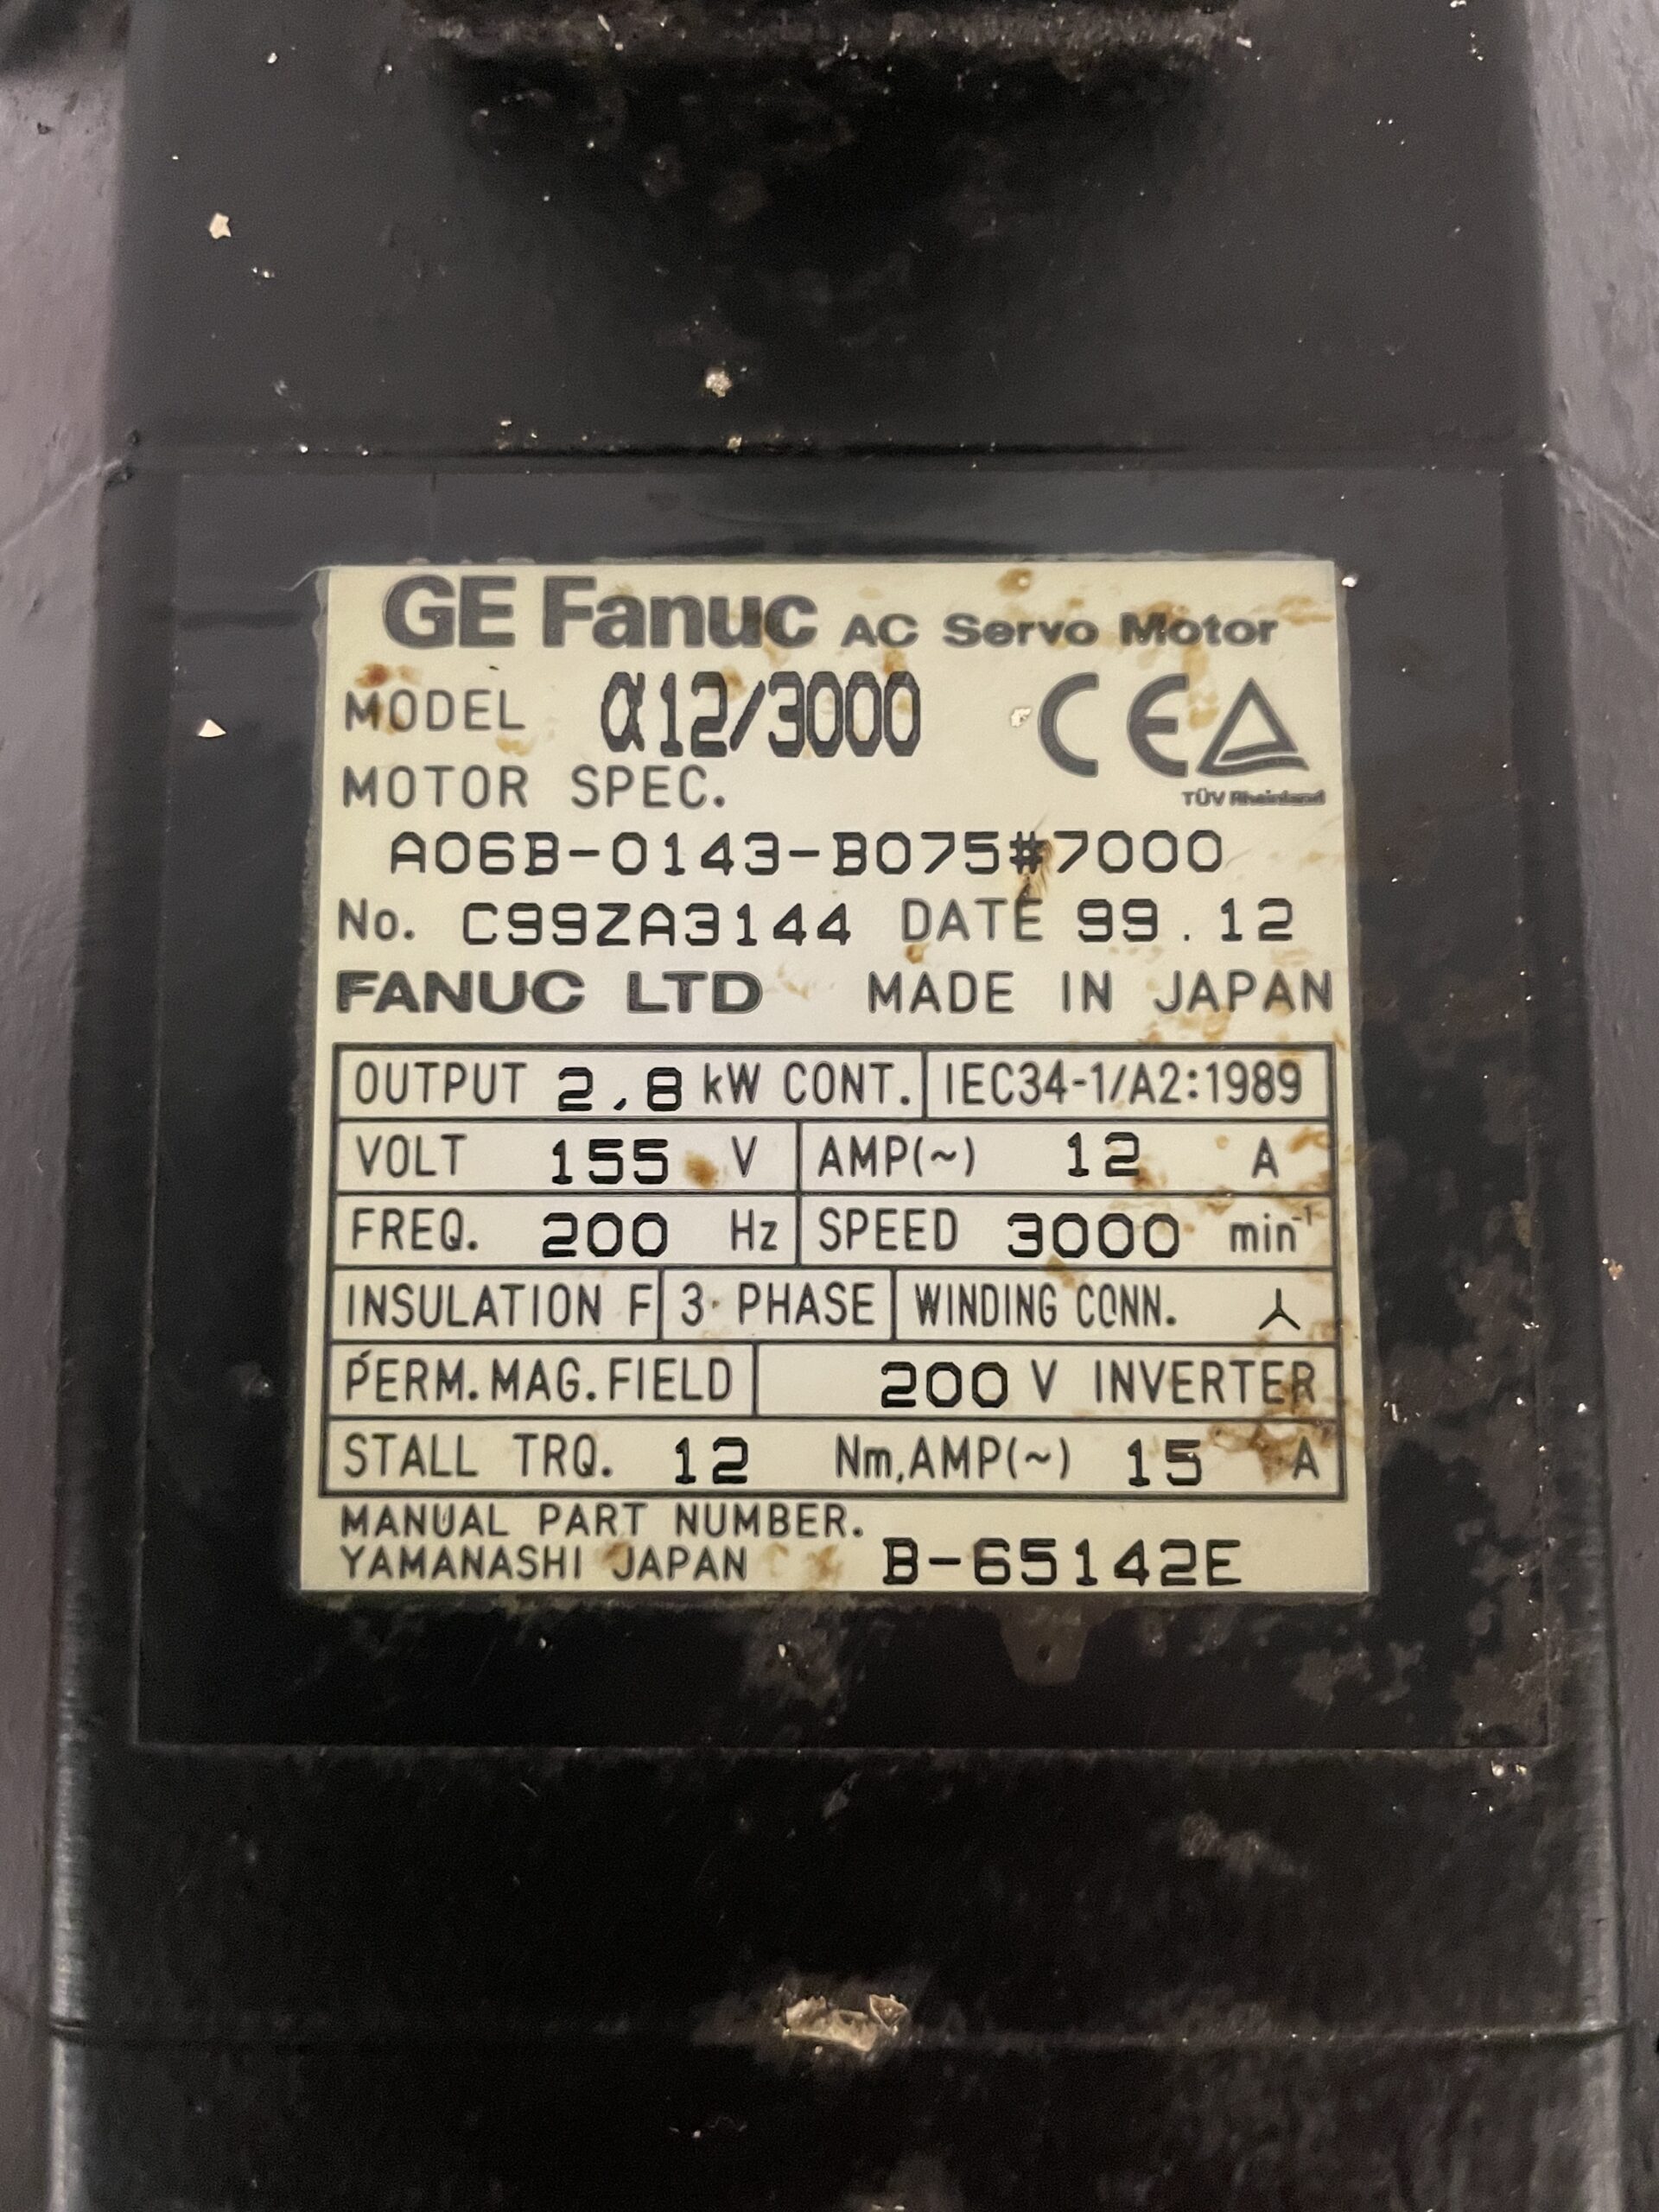 GE Fanuc AC Servo Motor
MODEL α12/3000 CE
TÜV Rheinland
MOTOR SPEC.
A06B-0143-B075#7000
No. C99ZA3144 DATE 99.12
FANUC LTD MADE IN JAPAN
OUTPUT 2.8 kW CONT. IEC34-1/A2:1989
VOLT 155 V AMP(~) 12 A
FREQ. 200 Hz SPEED 3000 min⁻¹
INSULATION F 3 PHASE WINDING CONN.
PERM.MAG.FIELD 200 V INVERTER
STALL TRQ. 12 Nm,AMP(~) 15 A
MANUAL PART NUMBER.
YAMANASHI JAPAN B-65142E